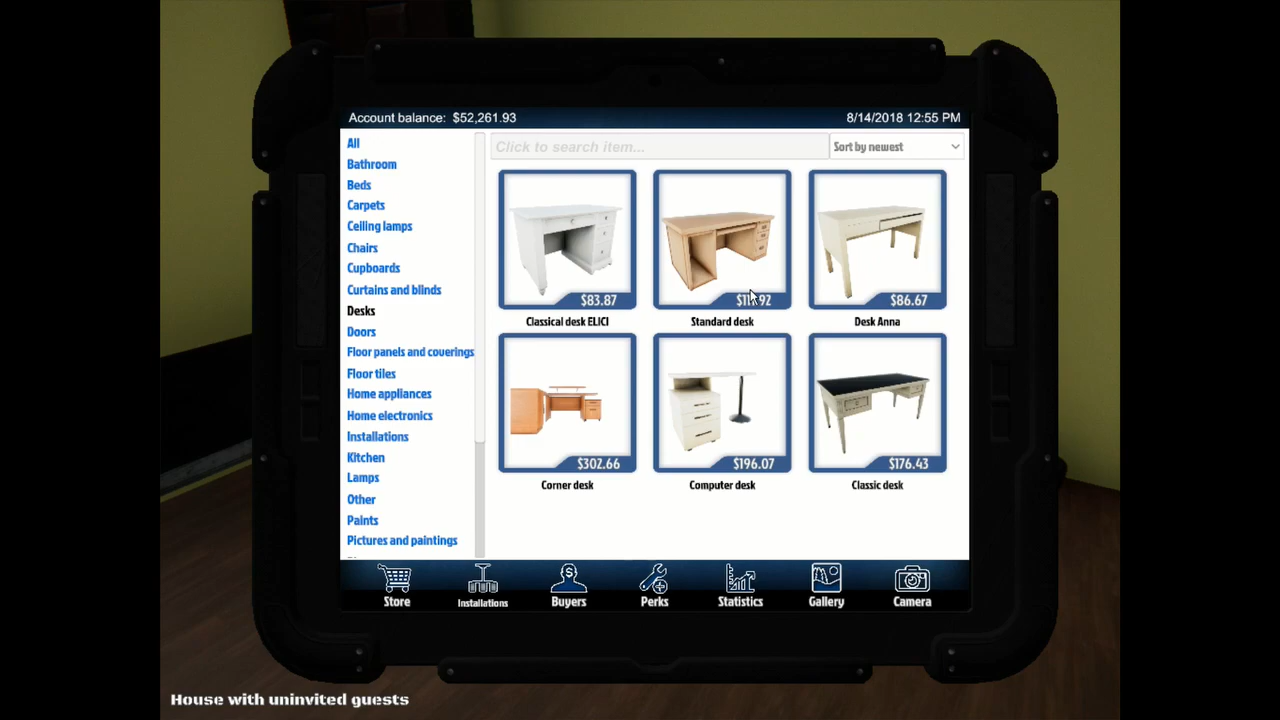 Account balance: $52,261.93
8/14/2018 12:55 PM
All
Bathroom
Beds
Carpets
Ceiling lamps
Chairs
Cupboards
Curtains and blinds
Desks
Doors
Floor panels and coverings
Floor tiles
Home appliances
Home electronics
Installations
Kitchen
Lamps
Other
Paints
Pictures and paintings
Click to search item...
Sort by newest
$83.87
$86.67
Classical desk ELICI
Standard desk
Desk Anna
$302.66
$196.07
$176.43
Corner desk
Computer desk
Classic desk
Store
Installations
Buyers
Perks
Statistics
Gallery
Camera
House with uninvited guests